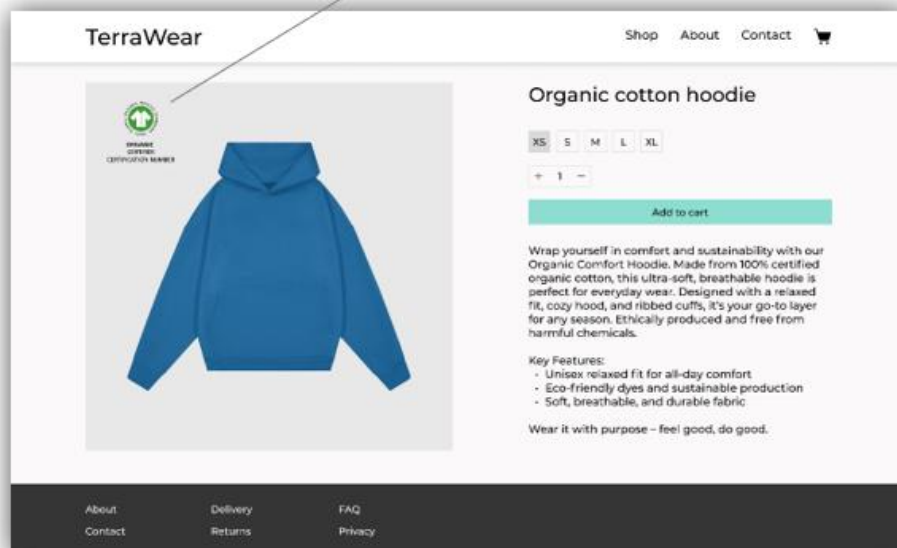 TerraWear
Shop About Contact
ORGANIC
CERTIFIED
CERTIFICATION NUMBER
Organic cotton hoodie
XS S M L XL
+ 1 −
Add to cart
Wrap yourself in comfort and sustainability with our
Organic Comfort Hoodie. Made from 100% certified
organic cotton, this ultra-soft, breathable hoodie is
perfect for everyday wear. Designed with a relaxed
fit, cozy hood, and ribbed cuffs, it's your go-to layer
for any season. Ethically produced and free from
harmful chemicals.
Key Features:
- Unisex relaxed fit for all-day comfort
- Eco-friendly dyes and sustainable production
- Soft, breathable, and durable fabric
Wear it with purpose – feel good, do good.
About Delivery FAQ
Contact Returns Privacy